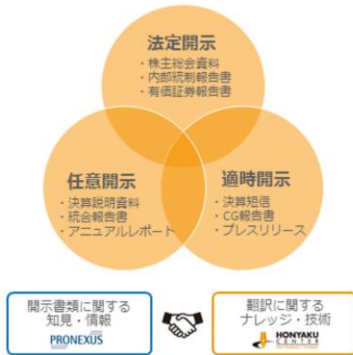 法定開示
・株主総会資料
・内部統制報告書
・有価証券報告書
任意開示
・決算説明資料
・統合報告書
・アニュアルレポート
適時開示
・決算短信
・CG報告書
・プレスリリース
開示書類に関する
知見・情報
PRONEXUS
翻訳に関する
ナレッジ・技術
HONYAKU
CENTER